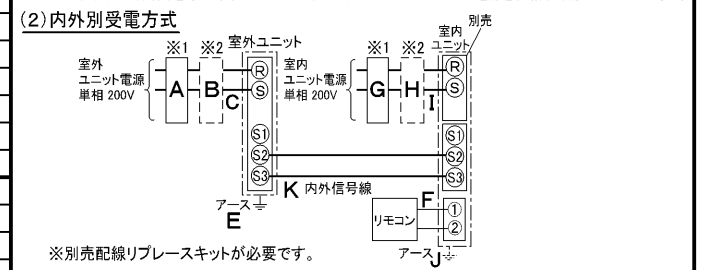 (2)内外別受電方式
別売
※1 ※2 室外ユニット
※1 ※2 室内
ユニット
室外
ユニット電源
単相 200V
A B C
R
S
S1
S2
S3
室内
ユニット電源
単相 200V
G H I
R
S
S1
S2
S3
K 内外信号線
アース
E
リモコン
F
①
②
アース
J
※別売配線リプレースキットが必要です。